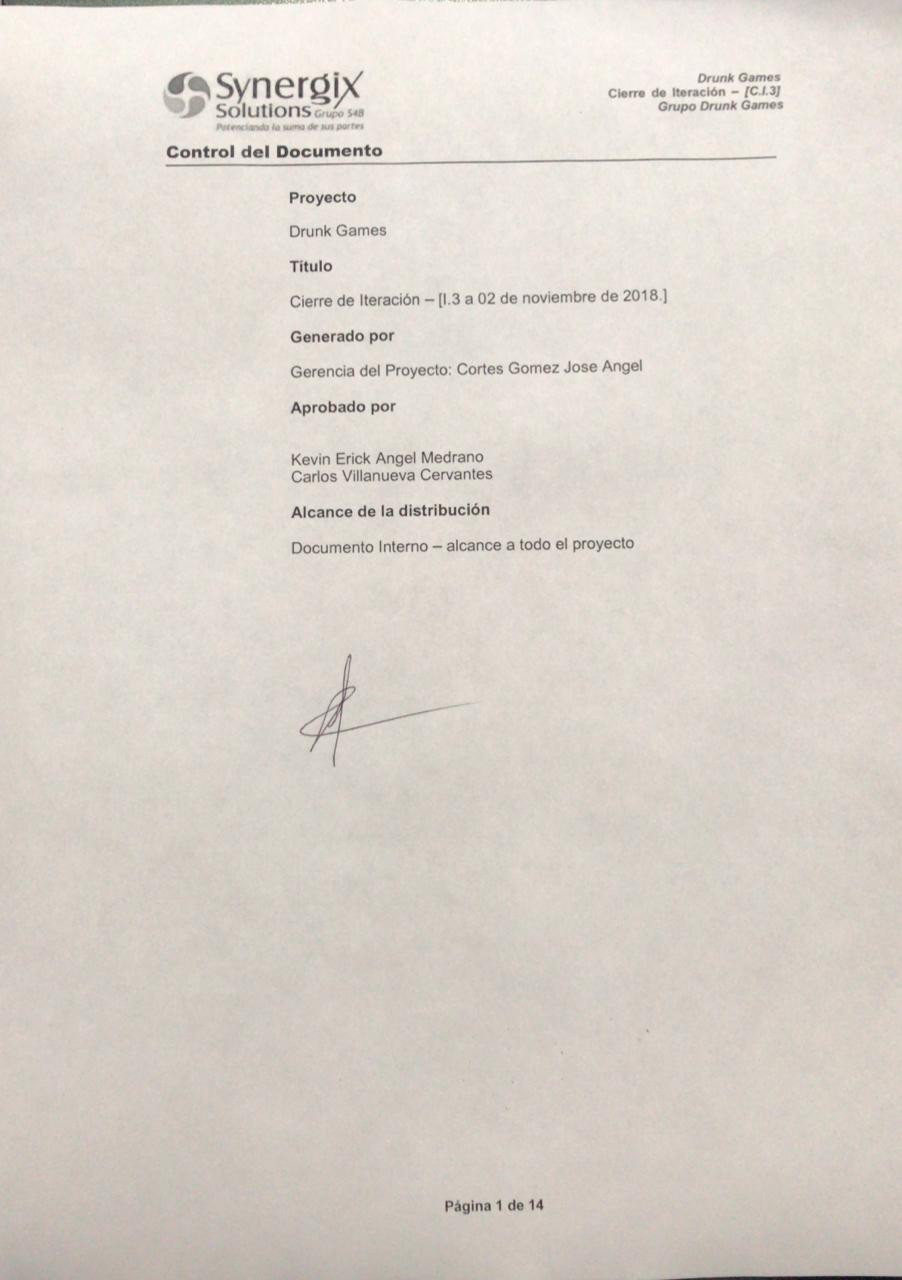 Synergix
Solutions Grupo S4B
Potenciando la suma de sus partes
Drunk Games
Cierre de Iteración – [C.I.3]
Grupo Drunk Games
Control del Documento
Proyecto
Drunk Games
Título
Cierre de Iteración – [I.3 a 02 de noviembre de 2018.]
Generado por
Gerencia del Proyecto: Cortes Gomez Jose Angel
Aprobado por
Kevin Erick Angel Medrano
Carlos Villanueva Cervantes
Alcance de la distribución
Documento Interno – alcance a todo el proyecto
Página 1 de 14